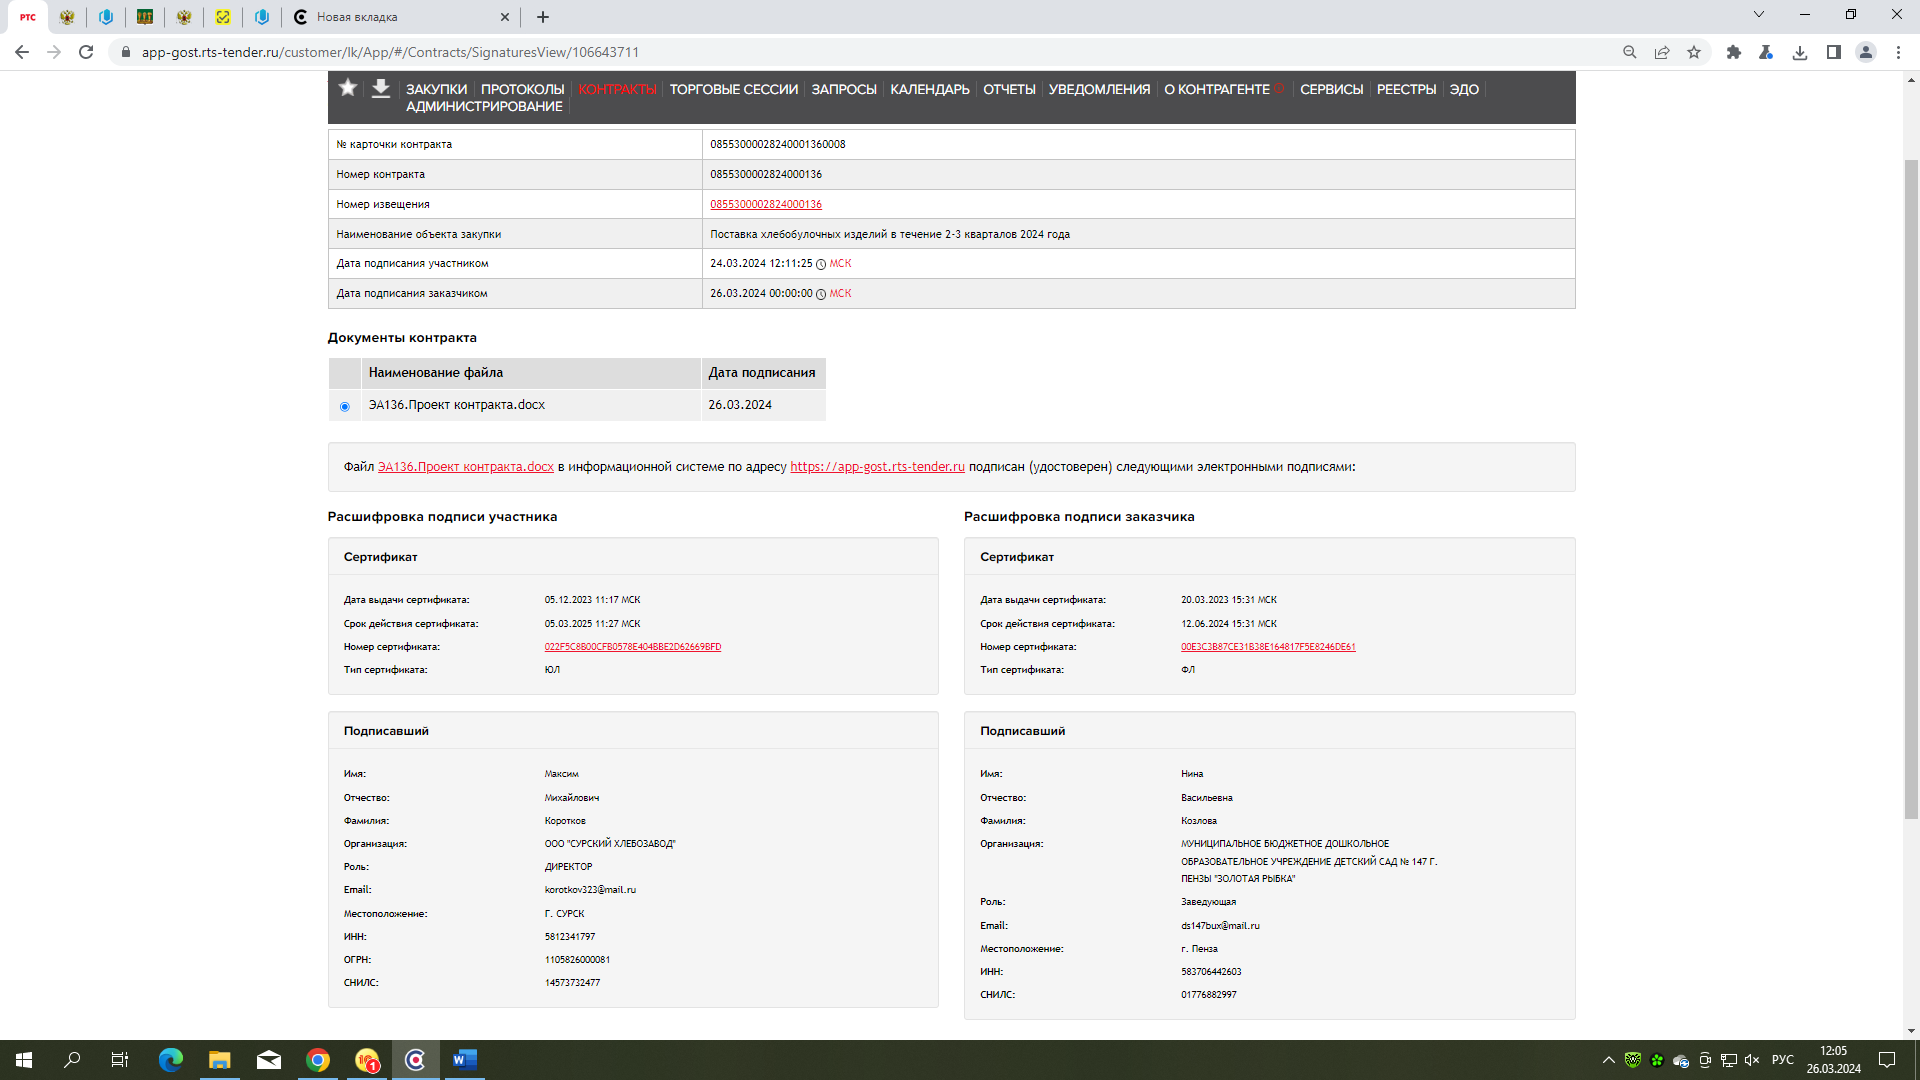 РТС
Новая вкладка
app-gost.rts-tender.ru/customer/lk/App/#/Contracts/SignaturesView/106643711
ЗАКУПКИ ПРОТОКОЛЫ КОНТРАКТЫ ТОРГОВЫЕ СЕССИИ ЗАПРОСЫ КАЛЕНДАРЬ ОТЧЕТЫ УВЕДОМЛЕНИЯ О КОНТРАГЕНТЕ СЕРВИСЫ РЕЕСТРЫ ЭДО
АДМИНИСТРИРОВАНИЕ
№ карточки контракта 08553000028240001360008
Номер контракта 0855300002824000136
Номер извещения 0855300002824000136
Наименование объекта закупки Поставка хлебобулочных изделий в течение 2-3 кварталов 2024 года
Дата подписания участником 24.03.2024 12:11:25 МСК
Дата подписания заказчиком 26.03.2024 00:00:00 МСК
Документы контракта
Наименование файла Дата подписания
ЭА136.Проект контракта.docx 26.03.2024
Файл ЭА136.Проект контракта.docx в информационной системе по адресу https://app-gost.rts-tender.ru подписан (удостоверен) следующими электронными подписями:
Расшифровка подписи участника
Сертификат
Дата выдачи сертификата: 05.12.2023 11:17 МСК
Срок действия сертификата: 05.03.2025 11:27 МСК
Номер сертификата: 022F5C8B00CFB0578E404BBE2D62669BFD
Тип сертификата: ЮЛ
Подписавший
Имя: Максим
Отчество: Михайлович
Фамилия: Коротков
Организация: ООО "СУРСКИЙ ХЛЕБОЗАВОД"
Роль: ДИРЕКТОР
Email: korotkov323@mail.ru
Местоположение: Г. СУРСК
ИНН: 5812341797
ОГРН: 1105826000081
СНИЛС: 14573732477
Расшифровка подписи заказчика
Сертификат
Дата выдачи сертификата: 20.03.2023 15:31 МСК
Срок действия сертификата: 12.06.2024 15:31 МСК
Номер сертификата: 00E3C3B87CE31B38E164817F5E8246DE61
Тип сертификата: ФЛ
Подписавший
Имя: Нина
Отчество: Васильевна
Фамилия: Козлова
Организация: МУНИЦИПАЛЬНОЕ БЮДЖЕТНОЕ ДОШКОЛЬНОЕ
ОБРАЗОВАТЕЛЬНОЕ УЧРЕЖДЕНИЕ ДЕТСКИЙ САД № 147 Г.
ПЕНЗЫ "ЗОЛОТАЯ РЫБКА"
Роль: Заведующая
Email: ds147bux@mail.ru
Местоположение: г. Пенза
ИНН: 583706442603
СНИЛС: 01776882997
РУС
12:05
26.03.2024